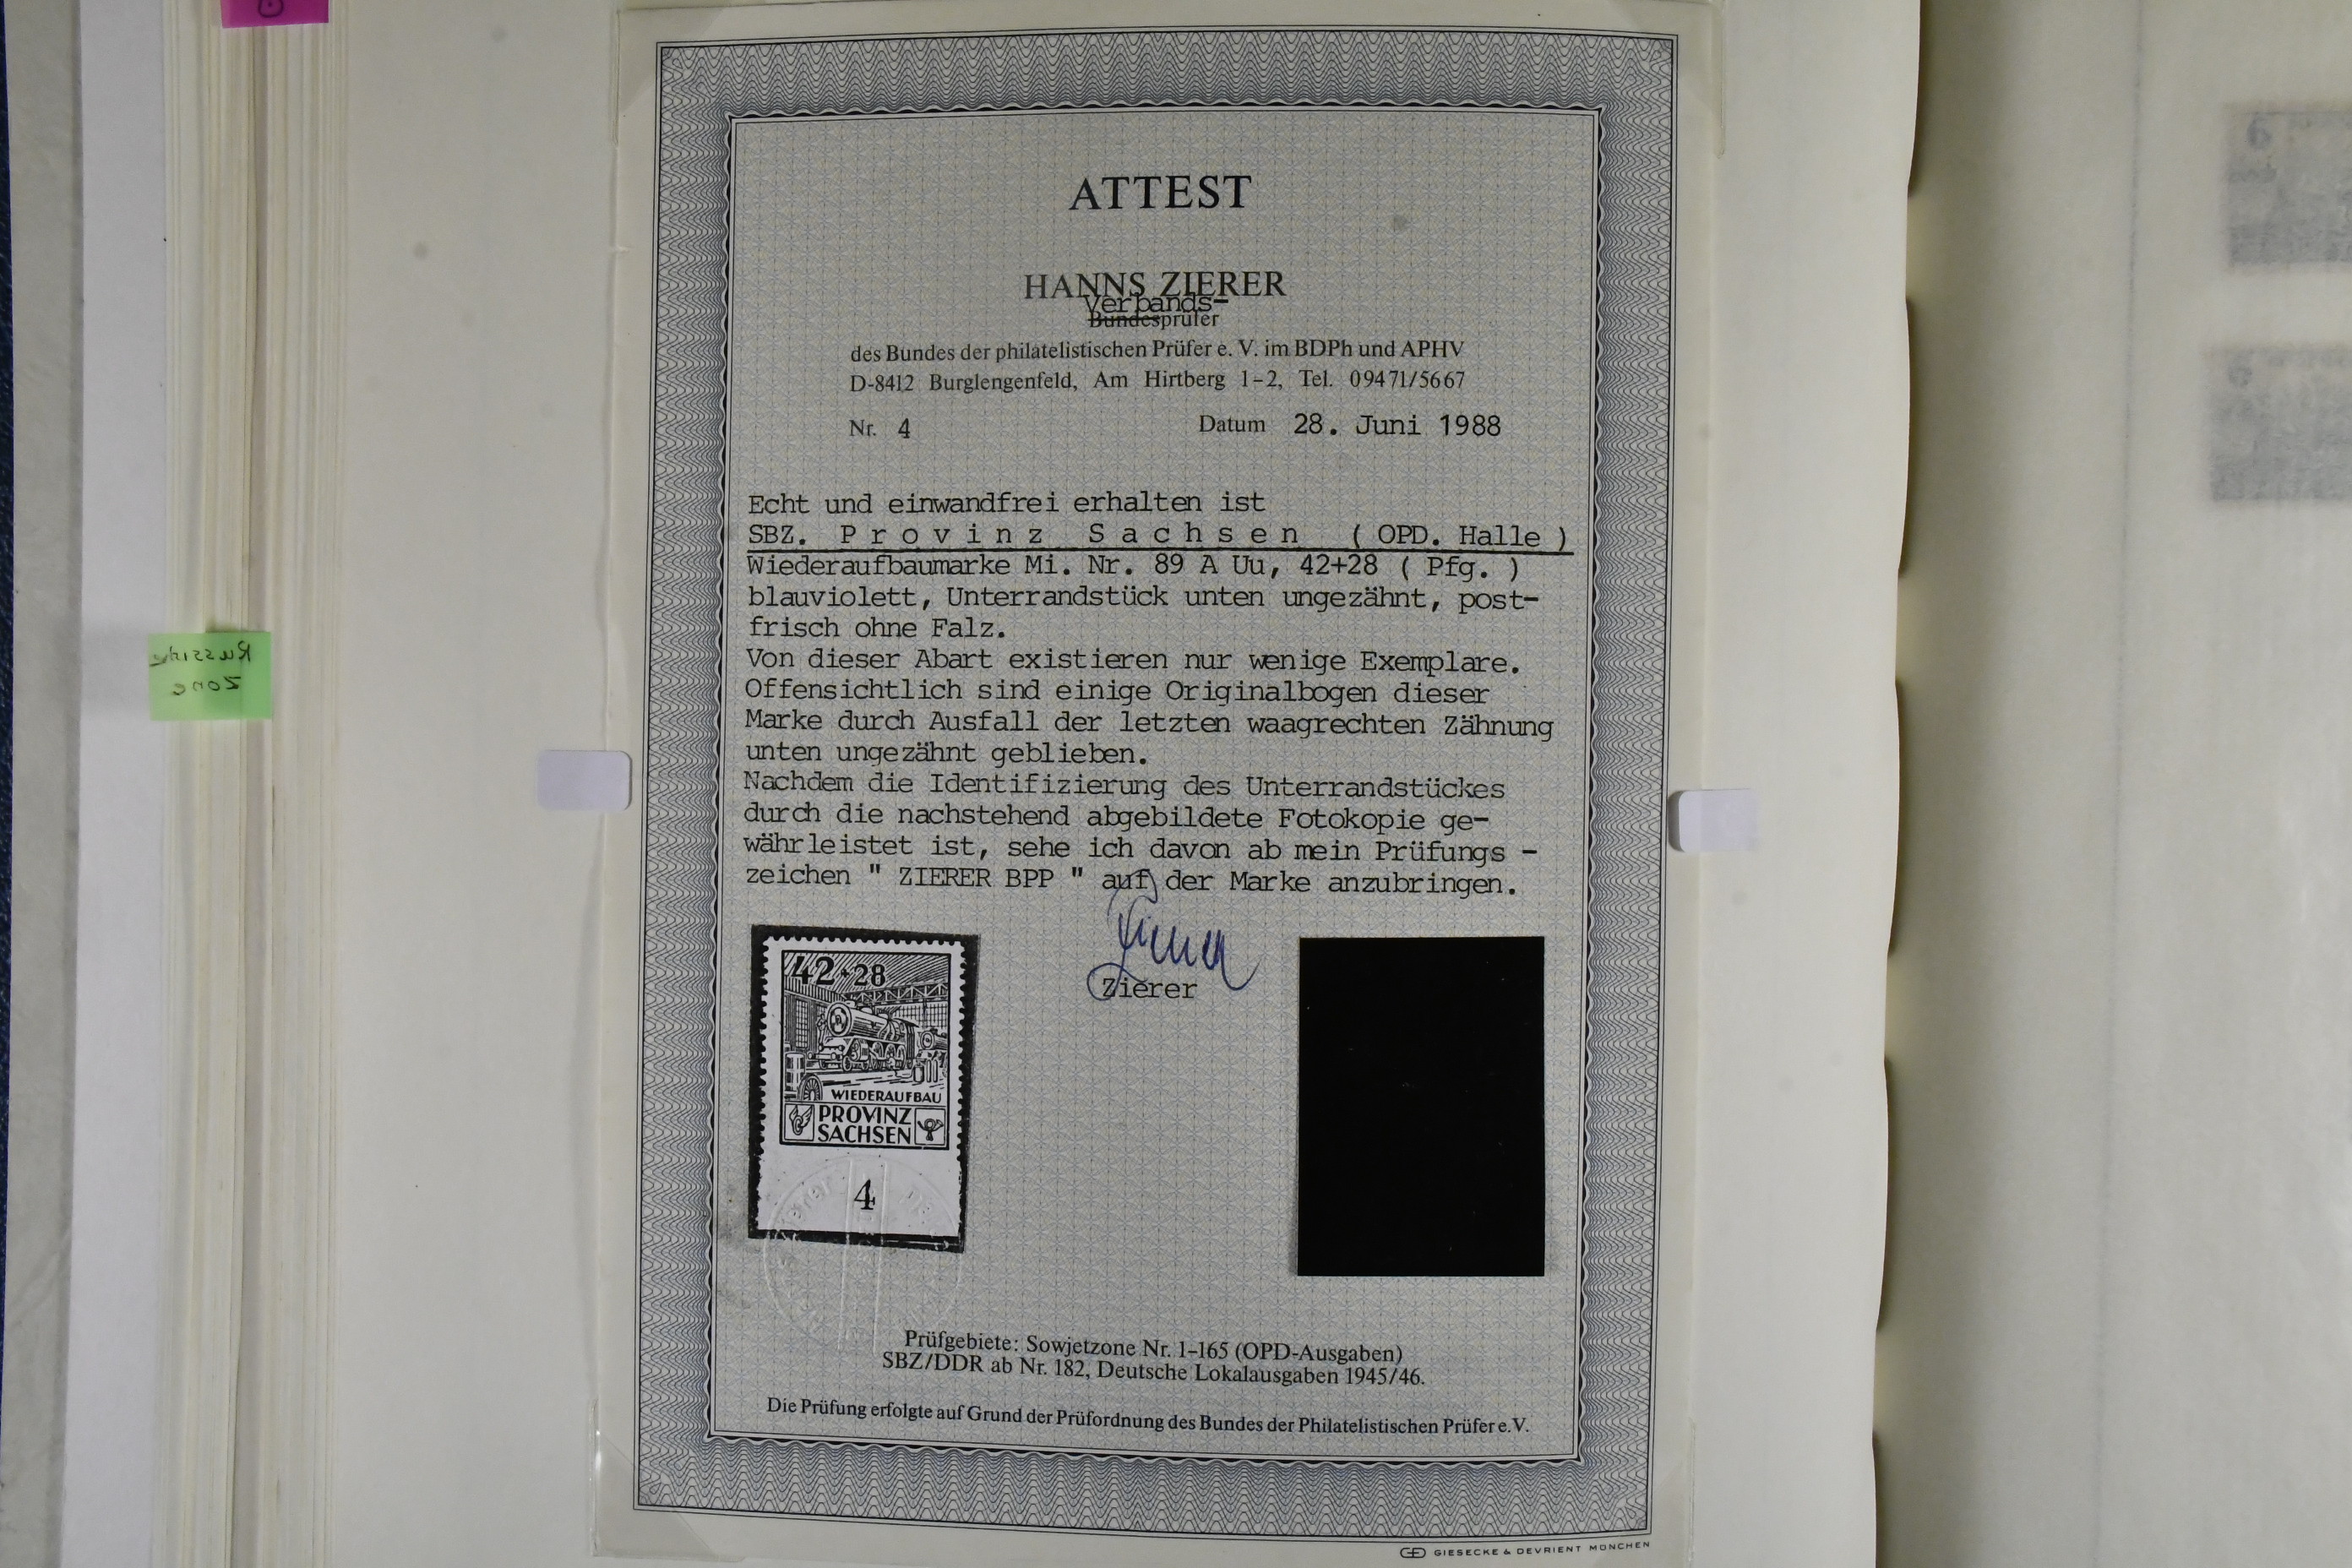 ATTEST
HANNS ZIERER
Verbands-
Bundesprüfer
des Bundes der philatelistischen Prüfer e. V. im BDPh und APHV
D-8412 Burglengenfeld, Am Hirtberg 1-2, Tel. 09471/5667
Nr. 4 Datum 28. Juni 1988
Echt und einwandfrei erhalten ist
SBZ. P r o v i n z S a c h s e n ( OPD. Halle )
Wiederaufbaumarke Mi. Nr. 89 A Uu, 42+28 ( Pfg. )
blauviolett, Unterrandstück unten ungezähnt, post-
frisch ohne Falz.
Von dieser Abart existieren nur wenige Exemplare.
Offensichtlich sind einige Originalbogen dieser
Marke durch Ausfall der letzten waagrechten Zähnung
unten ungezähnt geblieben.
Nachdem die Identifizierung des Unterrandstückes
durch die nachstehend abgebildete Fotokopie ge-
währleistet ist, sehe ich davon ab mein Prüfungs -
zeichen " ZIERER BPP " auf der Marke anzubringen.
Zierer
Zierer
42+28
WIEDERAUFBAU
PROVINZ
SACHSEN
4
Prüfgebiete: Sowjetzone Nr. 1-165 (OPD-Ausgaben)
SBZ/DDR ab Nr. 182, Deutsche Lokalausgaben 1945/46.
Die Prüfung erfolgte auf Grund der Prüfordnung des Bundes der Philatelistischen Prüfer e.V.
GIESECKE & DEVRIENT MÜNCHEN
Russische
Zone